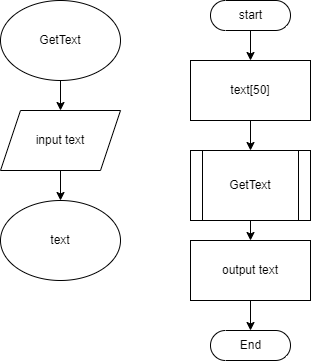 GetText
input text
text
start
text[50]
GetText
output text
End